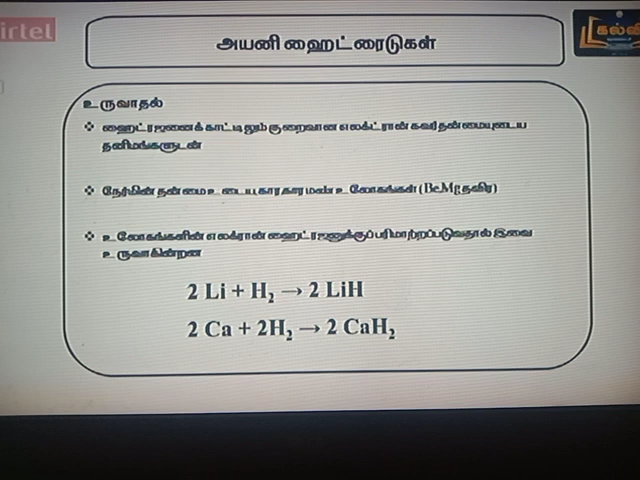 irtel
கல்வி
அயனி ஹைட்ரைடுகள்
உருவாதல்
❖ ஹைட்ரஜனைக் காட்டிலும் குறைவான எலக்ட்ரான் கவர் தன்மையுடைய
தனிமங்களுடன்
❖ நேர்மின் தன்மை உடைய, கார கார மண் உலோகங்கள் (Be,Mg தவிர)
❖ உலோகங்களின் எலக்ரான் ஹைட்ரஜனுக்குப் பரிமாற்றப்படுவதால் இவை
உருவாகின்றன
2 Li + H₂ → 2 LiH
2 Ca + 2H₂ → 2 CaH₂